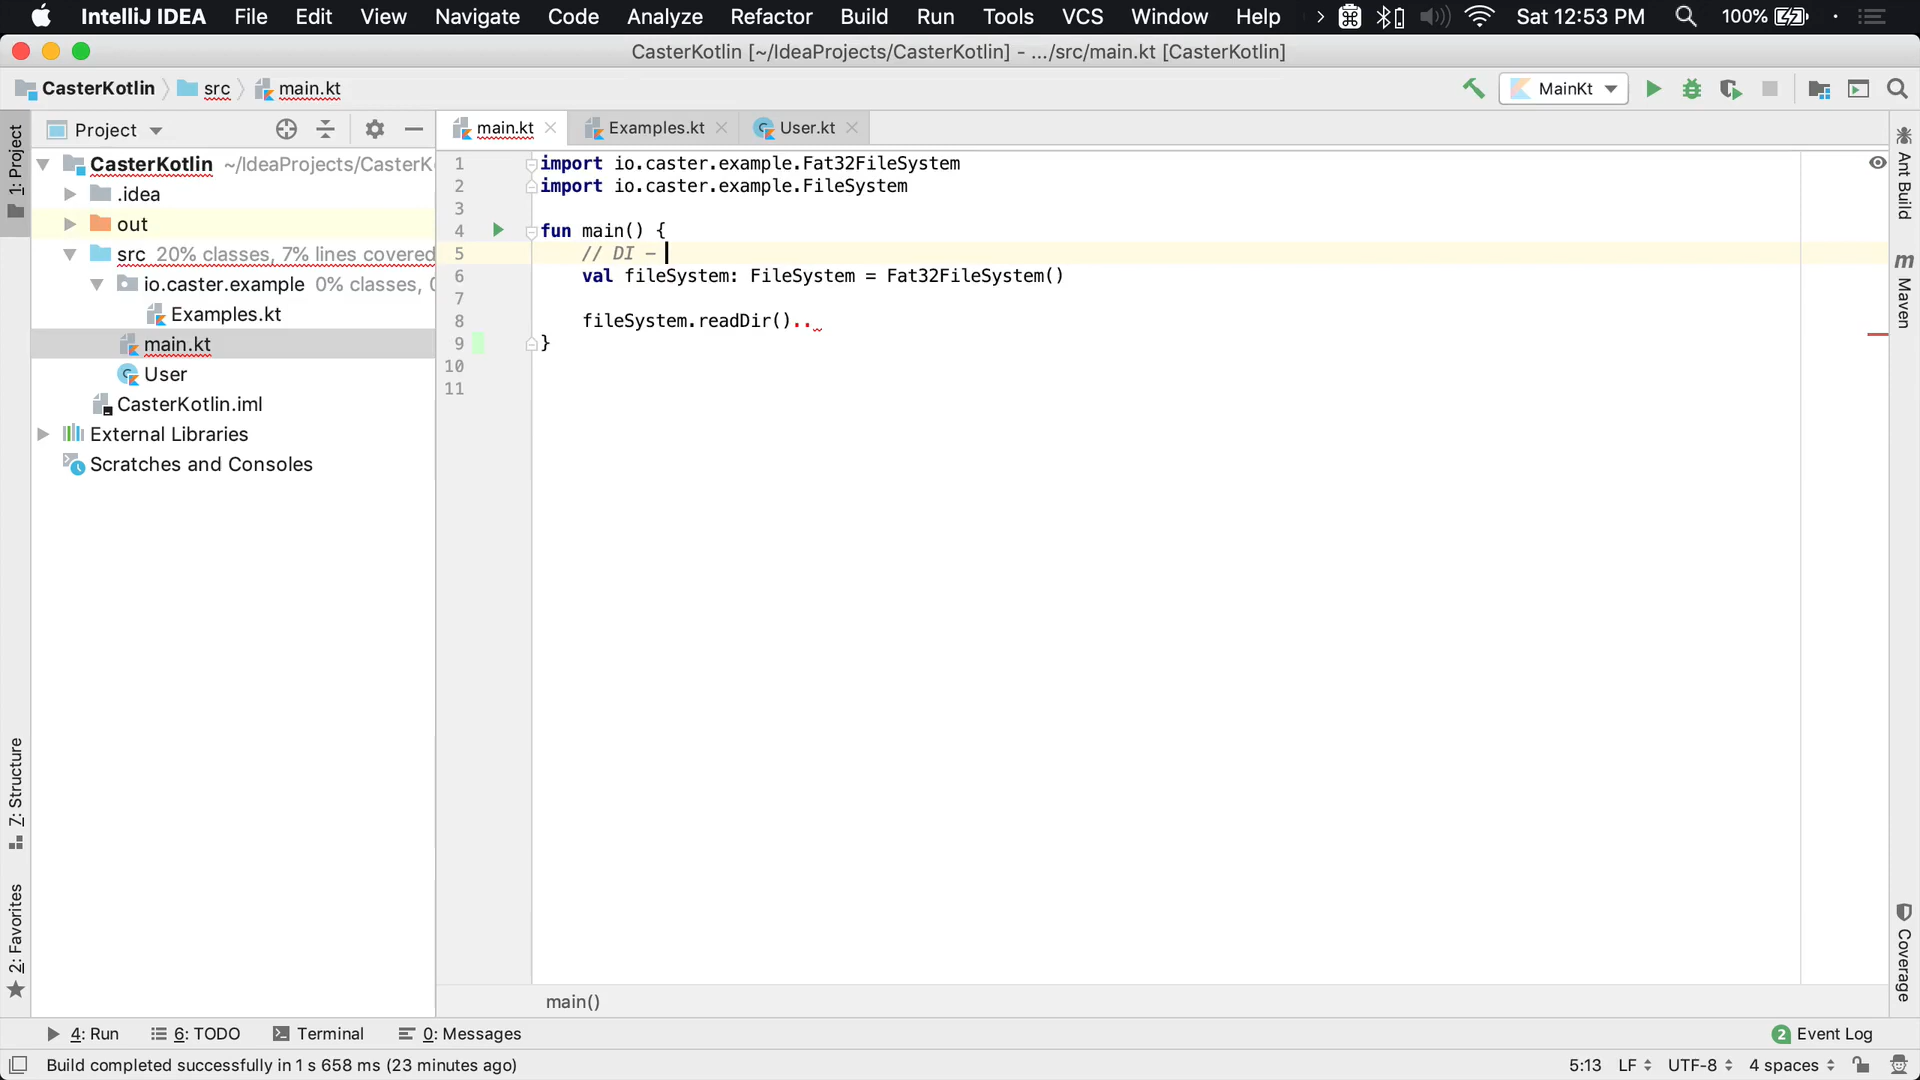 IntelliJ IDEA File Edit View Navigate Code Analyze Refactor Build Run Tools VCS Window Help Sat 12:53 PM 100%
CasterKotlin [~/IdeaProjects/CasterKotlin] - .../src/main.kt [CasterKotlin]
CasterKotlin src main.kt MainKt
1: Project
Project
main.kt Examples.kt User.kt
CasterKotlin ~/IdeaProjects/CasterK
.idea
out
src 20% classes, 7% lines covered
io.caster.example 0% classes, 0
Examples.kt
main.kt
User
CasterKotlin.iml
External Libraries
Scratches and Consoles
1 import io.caster.example.Fat32FileSystem
2 import io.caster.example.FileSystem
3
4 fun main() {
5 // DI -
6 val fileSystem: FileSystem = Fat32FileSystem()
7
8 fileSystem.readDir()..
9 }
10
11
Ant Build
Maven
Coverage
Z: Structure
2: Favorites
main()
4: Run 6: TODO Terminal 0: Messages 2 Event Log
Build completed successfully in 1 s 658 ms (23 minutes ago) 5:13 LF UTF-8 4 spaces